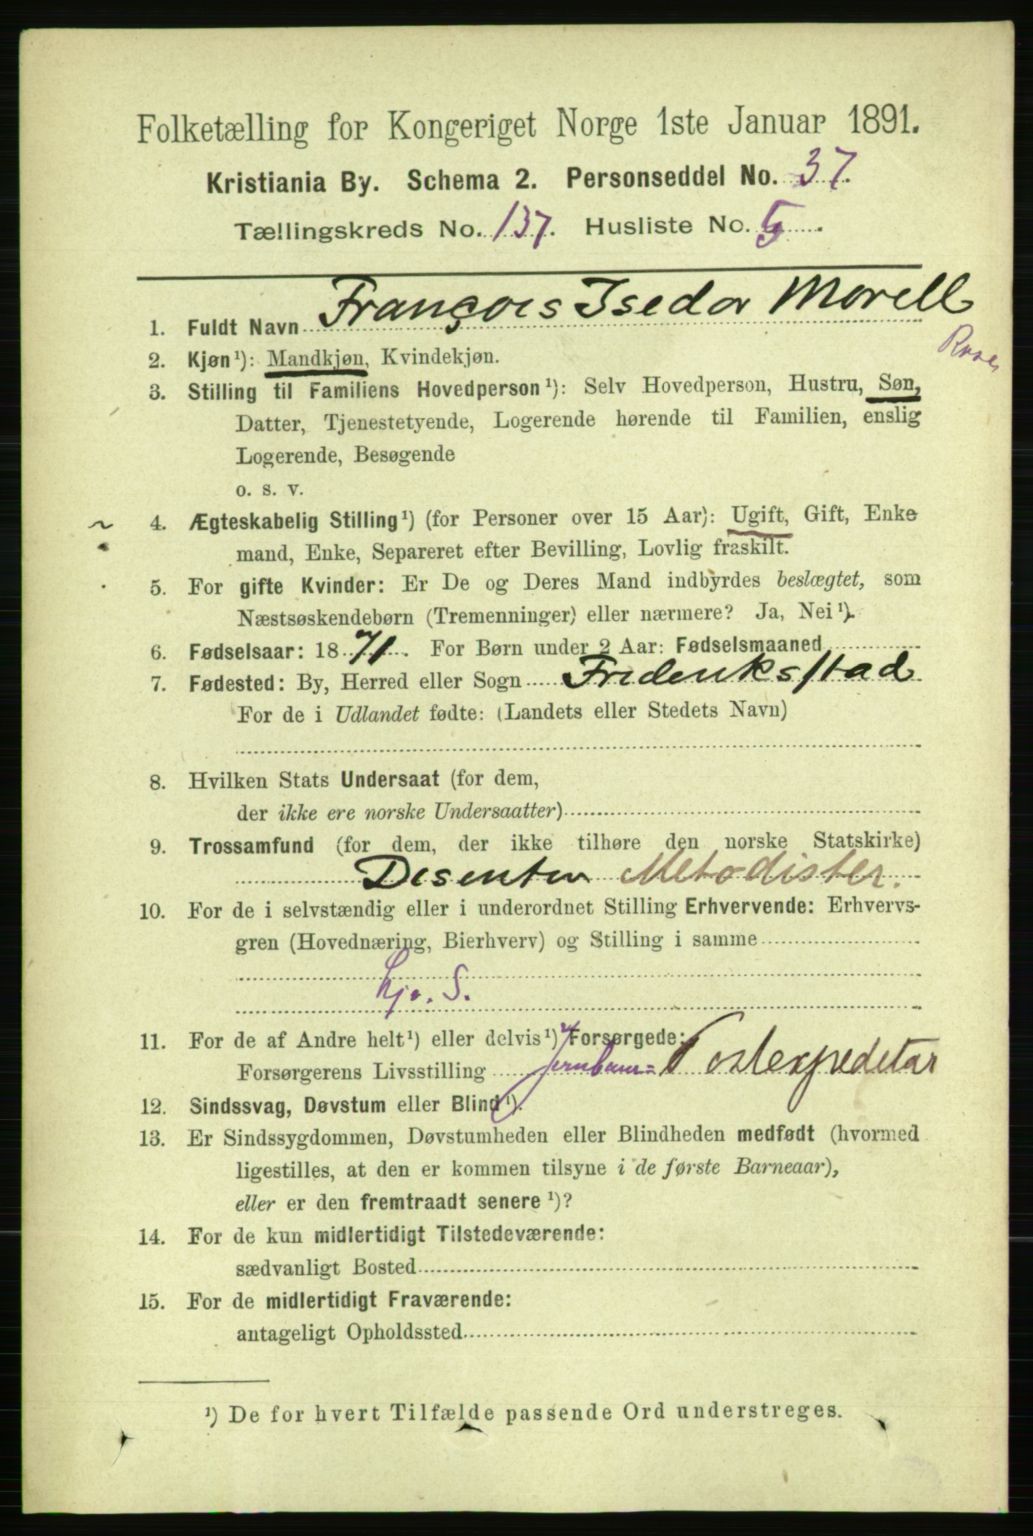 Folketælling for Kongeriget Norge 1ste Januar 1891.
Kristiania By. Schema 2. Personseddel No. 37.
Tællingskreds No. 137. Husliste No. 5.
1. Fuldt Navn François Isedor Morell
2. Kjøn¹): Mandkjøn, Kvindekjøn.
3. Stilling til Familiens Hovedperson¹): Selv Hovedperson, Hustru, Søn,
Datter, Tjenestetyende, Logerende hørende til Familien, enslig
Logerende, Besøgende
o. s. v.
4. Ægteskabelig Stilling¹) (for Personer over 15 Aar): Ugift, Gift, Enke
mand, Enke, Separeret efter Bevilling, Lovlig fraskilt.
5. For gifte Kvinder: Er De og Deres Mand indbyrdes beslægtet, som
Næstsøskendebørn (Tremenninger) eller nærmere? Ja, Nei¹).
6. Fødselsaar: 1871. For Børn under 2 Aar: Fødselsmaaned
7. Fødested: By, Herred eller Sogn Frideriksstad
For de i Udlandet fødte: (Landets eller Stedets Navn)
8. Hvilken Stats Undersaat (for dem,
der ikke ere norske Undersaatter)
9. Trossamfund (for dem, der ikke tilhøre den norske Statskirke)
Desenter Metodister.
10. For de i selvstændig eller i underordnet Stilling Erhvervende: Erhvervs-
gren (Hovednæring, Bierhverv) og Stilling i samme
hjo. S.
11. For de af Andre helt¹) eller delvis¹) Forsørgede:
Forsørgerens Livsstilling Jernbane= Postexpeditør
12. Sindssvag, Døvstum eller Blind¹).
13. Er Sindssygdommen, Døvstumheden eller Blindheden medfødt (hvormed
ligestilles, at den er kommen tilsyne i de første Barneaar),
eller er den fremtraadt senere¹)?
14. For de kun midlertidigt Tilstedeværende:
sædvanligt Bosted
15. For de midlertidigt Fraværende:
antageligt Opholdssted
¹) De for hvert Tilfælde passende Ord understreges.